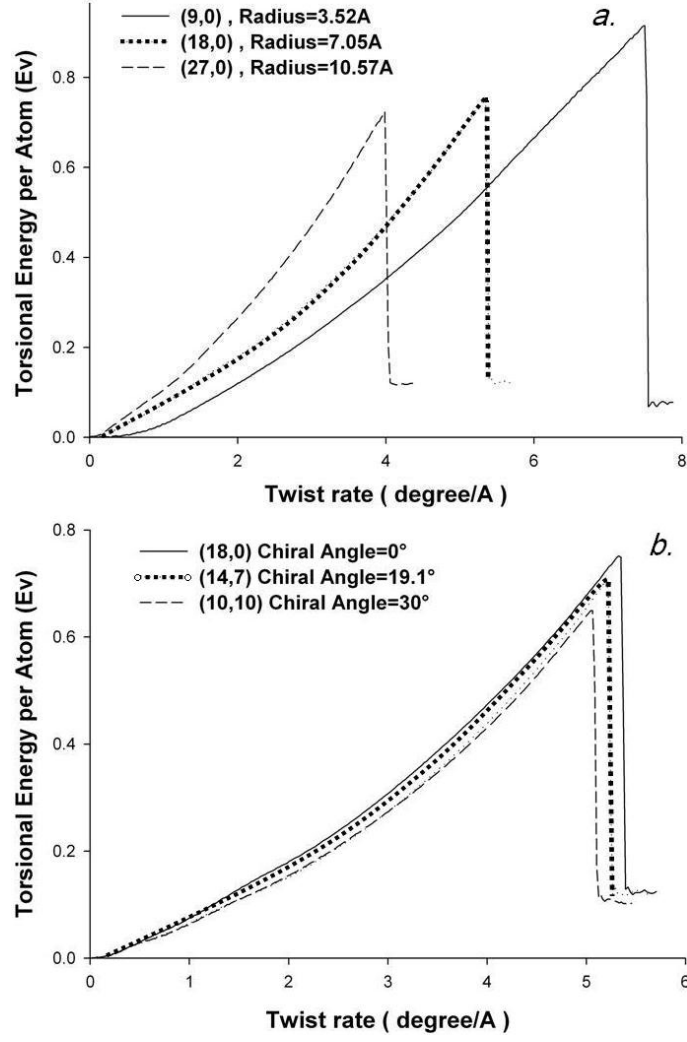 a.
(9,0) , Radius=3.52A
(18,0) , Radius=7.05A
(27,0) , Radius=10.57A
Torsional Energy per Atom (Ev)
0.8
0.6
0.4
0.2
0.0
0 2 4 6 8
Twist rate ( degree/A )
b.
(18,0) Chiral Angle=0°
(14,7) Chiral Angle=19.1°
(10,10) Chiral Angle=30°
Torsional Energy per Atom (Ev)
0.8
0.6
0.4
0.2
0.0
0 1 2 3 4 5 6
Twist rate ( degree/A )